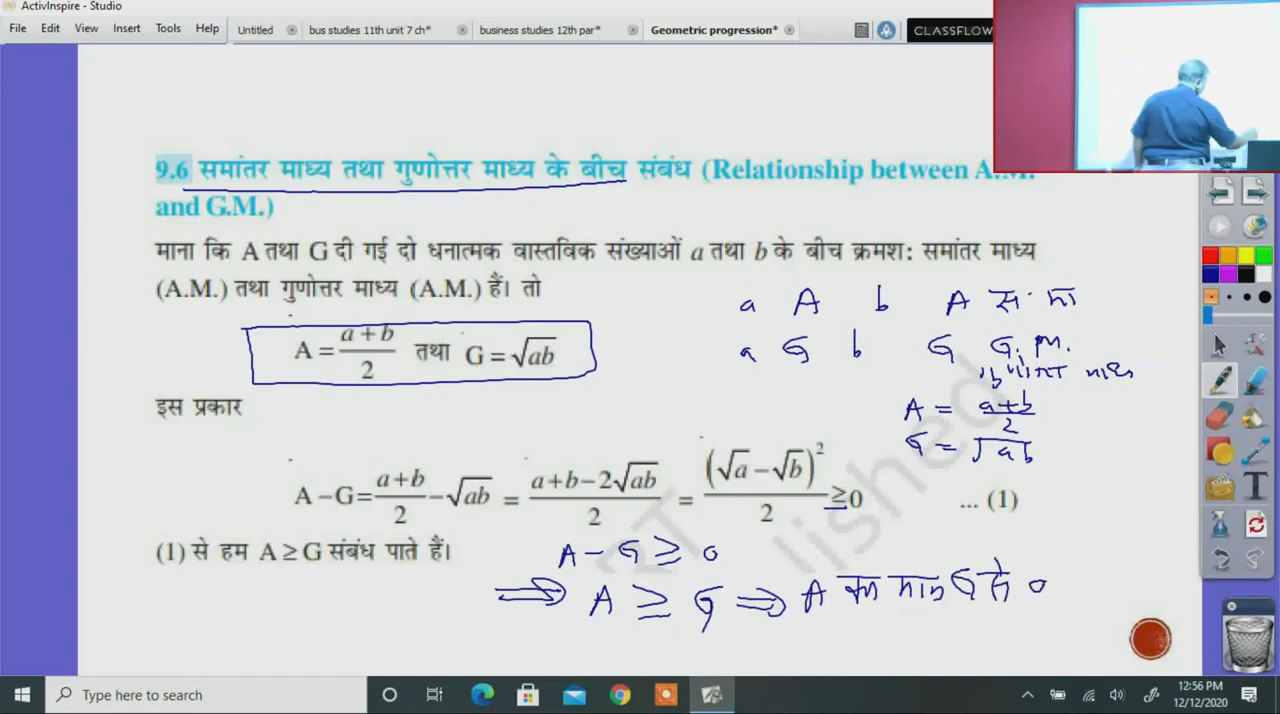 ActivInspire - Studio
File Edit View Insert Tools Help Untitled bus studies 11th unit 7 ch* business studies 12th par* Geometric progression* CLASSFLOW
9.6 समांतर माध्य तथा गुणोत्तर माध्य के बीच संबंध (Relationship between A.M.
and G.M.)
माना कि A तथा G दी गई दो धनात्मक वास्तविक संख्याओं a तथा b के बीच क्रमश: समांतर माध्य
(A.M.) तथा गुणोत्तर माध्य (A.M.) हैं। तो
a A b A स. मा
A = (a + b)/2 तथा G = √ab
a G b G G. M.
माध्य
इस प्रकार
A = (a+b)/2
G = √ab
A – G = (a + b)/2 – √ab = (a + b – 2√ab)/2 = (√a – √b)²/2 ≥ 0 ... (1)
(1) से हम A ≥ G संबंध पाते हैं।
A – G ≥ 0
⇒ A ≥ G ⇒ A का मान G से
Type here to search
12:56 PM
12/12/2020